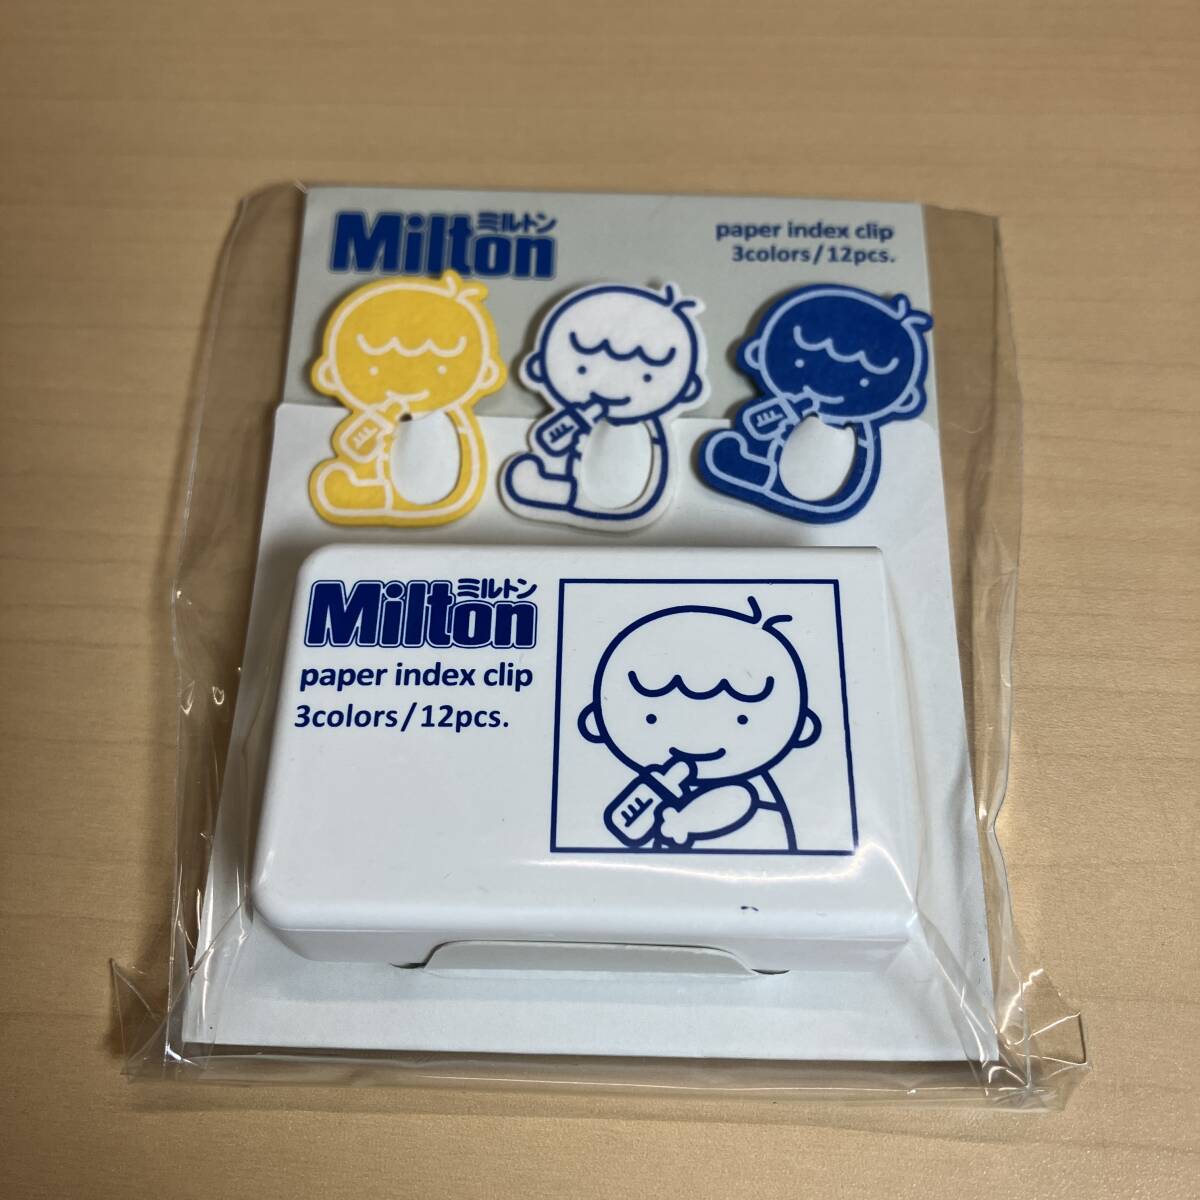 Milton ミルトン
paper index clip
3colors/12pcs.
Milton ミルトン
paper index clip
3colors/12pcs.